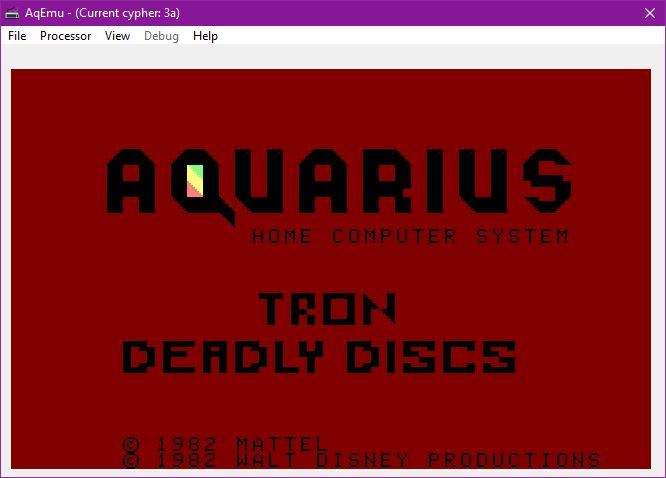 AqEmu - (Current cypher: 3a)
File Processor View Debug Help
AQUARIUS
HOME COMPUTER SYSTEM
TRON
DEADLY DISCS
© 1982 MATTEL
© 1982 WALT DISNEY PRODUCTIONS